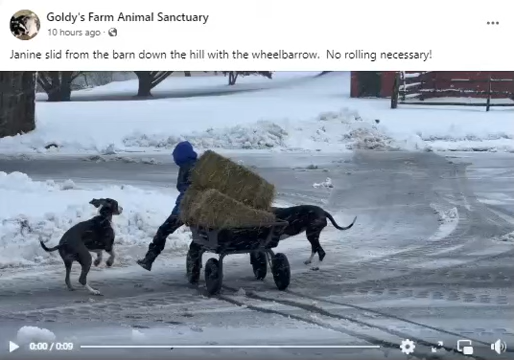 Goldy's Farm Animal Sanctuary
10 hours ago ·
Janine slid from the barn down the hill with the wheelbarrow. No rolling necessary!
0:00 / 0:09